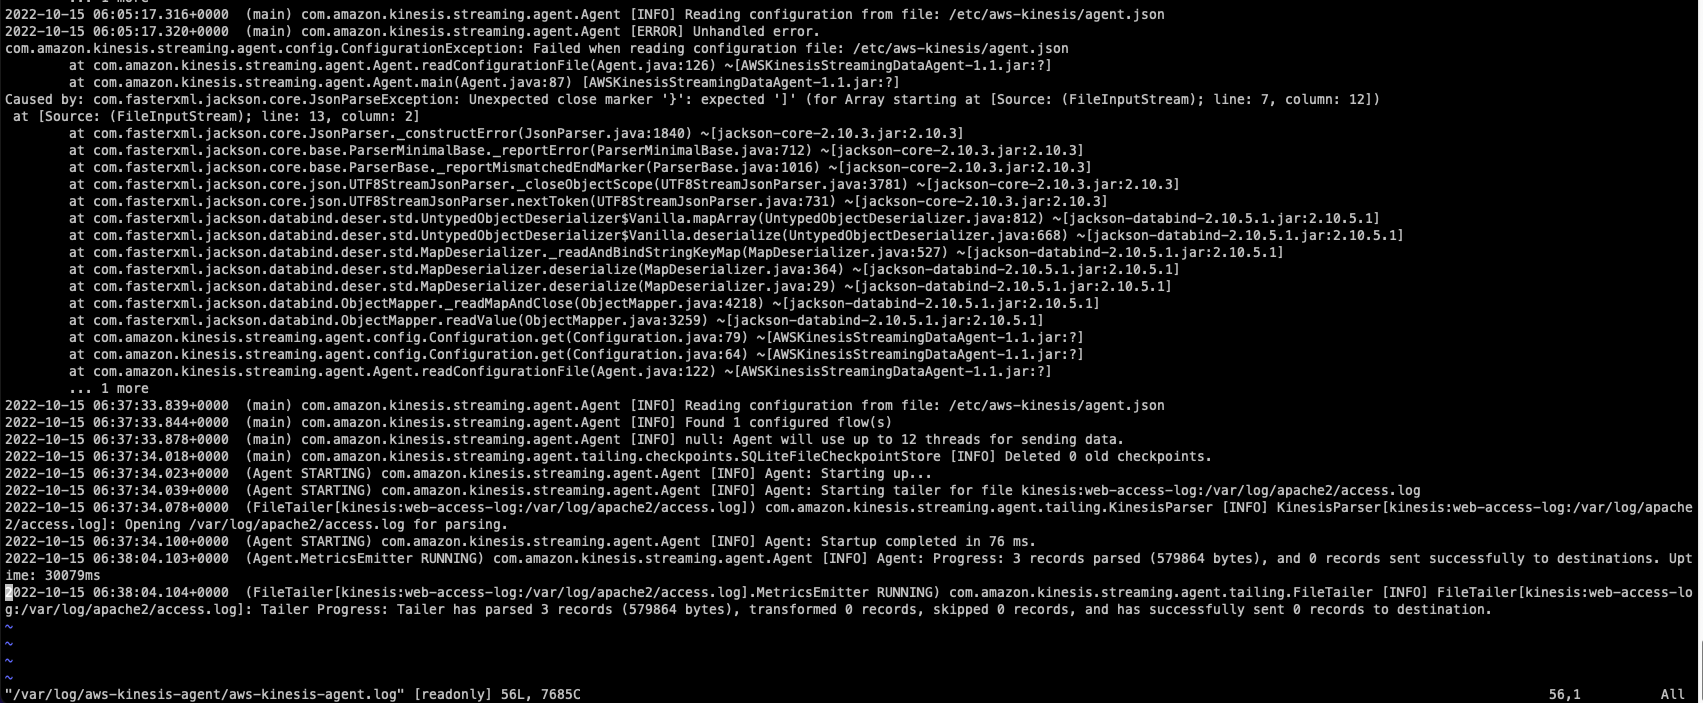 ... 1 more
2022-10-15 06:05:17.316+0000  (main) com.amazon.kinesis.streaming.agent.Agent [INFO] Reading configuration from file: /etc/aws-kinesis/agent.json
2022-10-15 06:05:17.320+0000  (main) com.amazon.kinesis.streaming.agent.Agent [ERROR] Unhandled error.
com.amazon.kinesis.streaming.agent.config.ConfigurationException: Failed when reading configuration file: /etc/aws-kinesis/agent.json
        at com.amazon.kinesis.streaming.agent.Agent.readConfigurationFile(Agent.java:126) ~[AWSKinesisStreamingDataAgent-1.1.jar:?]
        at com.amazon.kinesis.streaming.agent.Agent.main(Agent.java:87) [AWSKinesisStreamingDataAgent-1.1.jar:?]
Caused by: com.fasterxml.jackson.core.JsonParseException: Unexpected close marker '}': expected ']' (for Array starting at [Source: (FileInputStream); line: 7, column: 12])
 at [Source: (FileInputStream); line: 13, column: 2]
        at com.fasterxml.jackson.core.JsonParser._constructError(JsonParser.java:1840) ~[jackson-core-2.10.3.jar:2.10.3]
        at com.fasterxml.jackson.core.base.ParserMinimalBase._reportError(ParserMinimalBase.java:712) ~[jackson-core-2.10.3.jar:2.10.3]
        at com.fasterxml.jackson.core.base.ParserBase._reportMismatchedEndMarker(ParserBase.java:1016) ~[jackson-core-2.10.3.jar:2.10.3]
        at com.fasterxml.jackson.core.json.UTF8StreamJsonParser._closeObjectScope(UTF8StreamJsonParser.java:3781) ~[jackson-core-2.10.3.jar:2.10.3]
        at com.fasterxml.jackson.core.json.UTF8StreamJsonParser.nextToken(UTF8StreamJsonParser.java:731) ~[jackson-core-2.10.3.jar:2.10.3]
        at com.fasterxml.jackson.databind.deser.std.UntypedObjectDeserializer$Vanilla.mapArray(UntypedObjectDeserializer.java:812) ~[jackson-databind-2.10.5.1.jar:2.10.5.1]
        at com.fasterxml.jackson.databind.deser.std.UntypedObjectDeserializer$Vanilla.deserialize(UntypedObjectDeserializer.java:668) ~[jackson-databind-2.10.5.1.jar:2.10.5.1]
        at com.fasterxml.jackson.databind.deser.std.MapDeserializer._readAndBindStringKeyMap(MapDeserializer.java:527) ~[jackson-databind-2.10.5.1.jar:2.10.5.1]
        at com.fasterxml.jackson.databind.deser.std.MapDeserializer.deserialize(MapDeserializer.java:364) ~[jackson-databind-2.10.5.1.jar:2.10.5.1]
        at com.fasterxml.jackson.databind.deser.std.MapDeserializer.deserialize(MapDeserializer.java:29) ~[jackson-databind-2.10.5.1.jar:2.10.5.1]
        at com.fasterxml.jackson.databind.ObjectMapper._readMapAndClose(ObjectMapper.java:4218) ~[jackson-databind-2.10.5.1.jar:2.10.5.1]
        at com.fasterxml.jackson.databind.ObjectMapper.readValue(ObjectMapper.java:3259) ~[jackson-databind-2.10.5.1.jar:2.10.5.1]
        at com.amazon.kinesis.streaming.agent.config.Configuration.get(Configuration.java:79) ~[AWSKinesisStreamingDataAgent-1.1.jar:?]
        at com.amazon.kinesis.streaming.agent.config.Configuration.get(Configuration.java:64) ~[AWSKinesisStreamingDataAgent-1.1.jar:?]
        at com.amazon.kinesis.streaming.agent.Agent.readConfigurationFile(Agent.java:122) ~[AWSKinesisStreamingDataAgent-1.1.jar:?]
        ... 1 more
2022-10-15 06:37:33.839+0000  (main) com.amazon.kinesis.streaming.agent.Agent [INFO] Reading configuration from file: /etc/aws-kinesis/agent.json
2022-10-15 06:37:33.844+0000  (main) com.amazon.kinesis.streaming.agent.Agent [INFO] Found 1 configured flow(s)
2022-10-15 06:37:33.878+0000  (main) com.amazon.kinesis.streaming.agent.Agent [INFO] null: Agent will use up to 12 threads for sending data.
2022-10-15 06:37:34.018+0000  (main) com.amazon.kinesis.streaming.agent.tailing.checkpoints.SQLiteFileCheckpointStore [INFO] Deleted 0 old checkpoints.
2022-10-15 06:37:34.023+0000  (Agent STARTING) com.amazon.kinesis.streaming.agent.Agent [INFO] Agent: Starting up...
2022-10-15 06:37:34.039+0000  (Agent STARTING) com.amazon.kinesis.streaming.agent.Agent [INFO] Agent: Starting tailer for file kinesis:web-access-log:/var/log/apache2/access.log
2022-10-15 06:37:34.078+0000  (FileTailer[kinesis:web-access-log:/var/log/apache2/access.log]) com.amazon.kinesis.streaming.agent.tailing.KinesisParser [INFO] KinesisParser[kinesis:web-access-log:/var/log/apache
2/access.log]: Opening /var/log/apache2/access.log for parsing.
2022-10-15 06:37:34.100+0000  (Agent STARTING) com.amazon.kinesis.streaming.agent.Agent [INFO] Agent: Startup completed in 76 ms.
2022-10-15 06:38:04.103+0000  (Agent.MetricsEmitter RUNNING) com.amazon.kinesis.streaming.agent.Agent [INFO] Agent: Progress: 3 records parsed (579864 bytes), and 0 records sent successfully to destinations. Upt
ime: 30079ms
2022-10-15 06:38:04.104+0000  (FileTailer[kinesis:web-access-log:/var/log/apache2/access.log].MetricsEmitter RUNNING) com.amazon.kinesis.streaming.agent.tailing.FileTailer [INFO] FileTailer[kinesis:web-access-lo
g:/var/log/apache2/access.log]: Tailer Progress: Tailer has parsed 3 records (579864 bytes), transformed 0 records, skipped 0 records, and has successfully sent 0 records to destination.
~
~
~
~
"/var/log/aws-kinesis-agent/aws-kinesis-agent.log" [readonly] 56L, 7685C    56,1    All